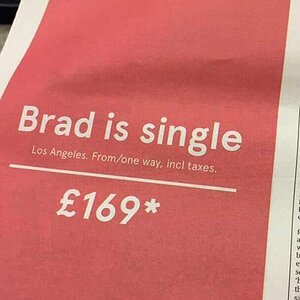 Brad is single
Los Angeles. From/one way, incl taxes.
£169*